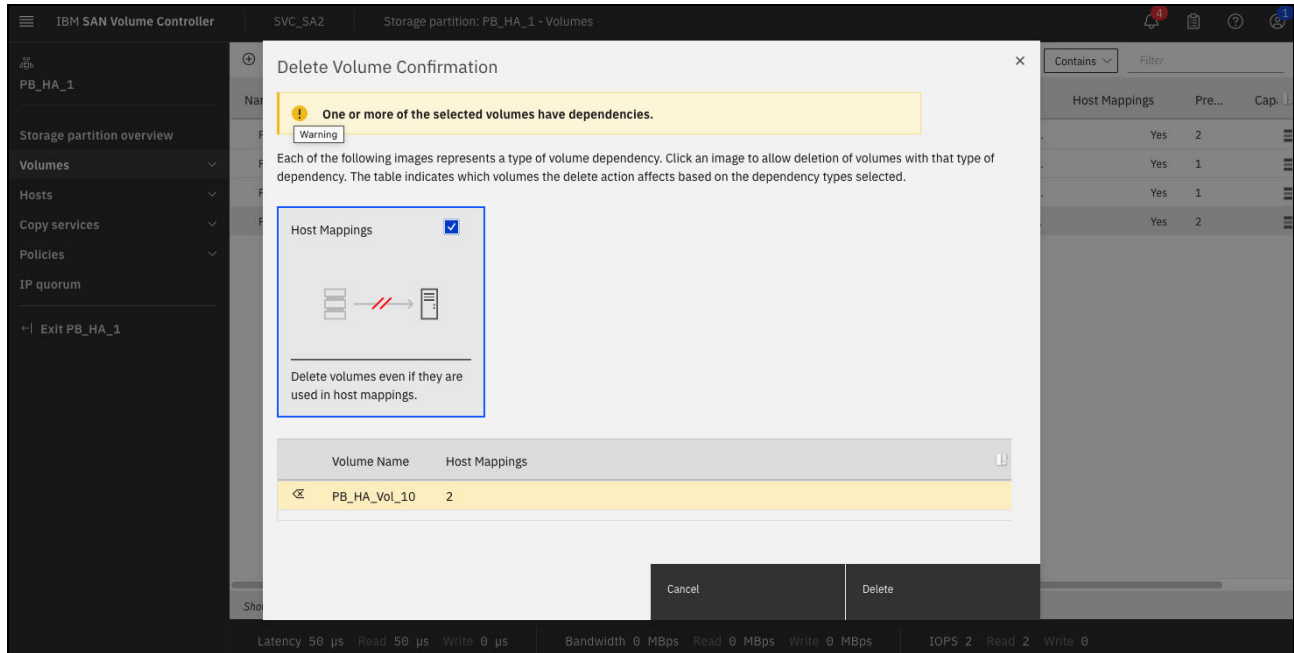 IBM SAN Volume Controller
SVC_SA2
Storage partition: PB_HA_1 - Volumes
4
1
PB_HA_1
Storage partition overview
Volumes
Hosts
Copy services
Policies
IP quorum
Exit PB_HA_1
Contains
Filter
Host Mappings
Pre...
Yes 2
Yes 1
Yes 1
Yes 2
Delete Volume Confirmation
One or more of the selected volumes have dependencies.
Warning
Each of the following images represents a type of volume dependency. Click an image to allow deletion of volumes with that type of
dependency. The table indicates which volumes the delete action affects based on the dependency types selected.
Host Mappings
Delete volumes even if they are
used in host mappings.
Volume Name Host Mappings
PB_HA_Vol_10 2
Cancel
Delete
Latency 50 µs Read 50 µs Write 0 µs
Bandwidth 0 MBps Read 0 MBps Write 0 MBps
IOPS 2 Read 2 Write 0